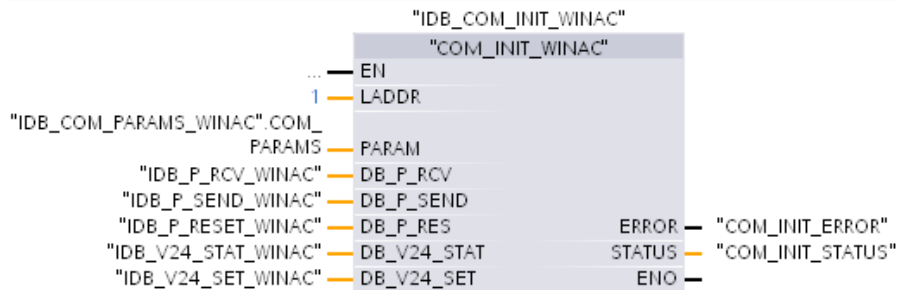 "IDB_COM_INIT_WINAC"
"COM_INIT_WINAC"
... EN
1 LADDR
"IDB_COM_PARAMS_WINAC".COM_
PARAMS PARAM
"IDB_P_RCV_WINAC" DB_P_RCV
"IDB_P_SEND_WINAC" DB_P_SEND
"IDB_P_RESET_WINAC" DB_P_RES ERROR "COM_INIT_ERROR"
"IDB_V24_STAT_WINAC" DB_V24_STAT STATUS "COM_INIT_STATUS"
"IDB_V24_SET_WINAC" DB_V24_SET ENO